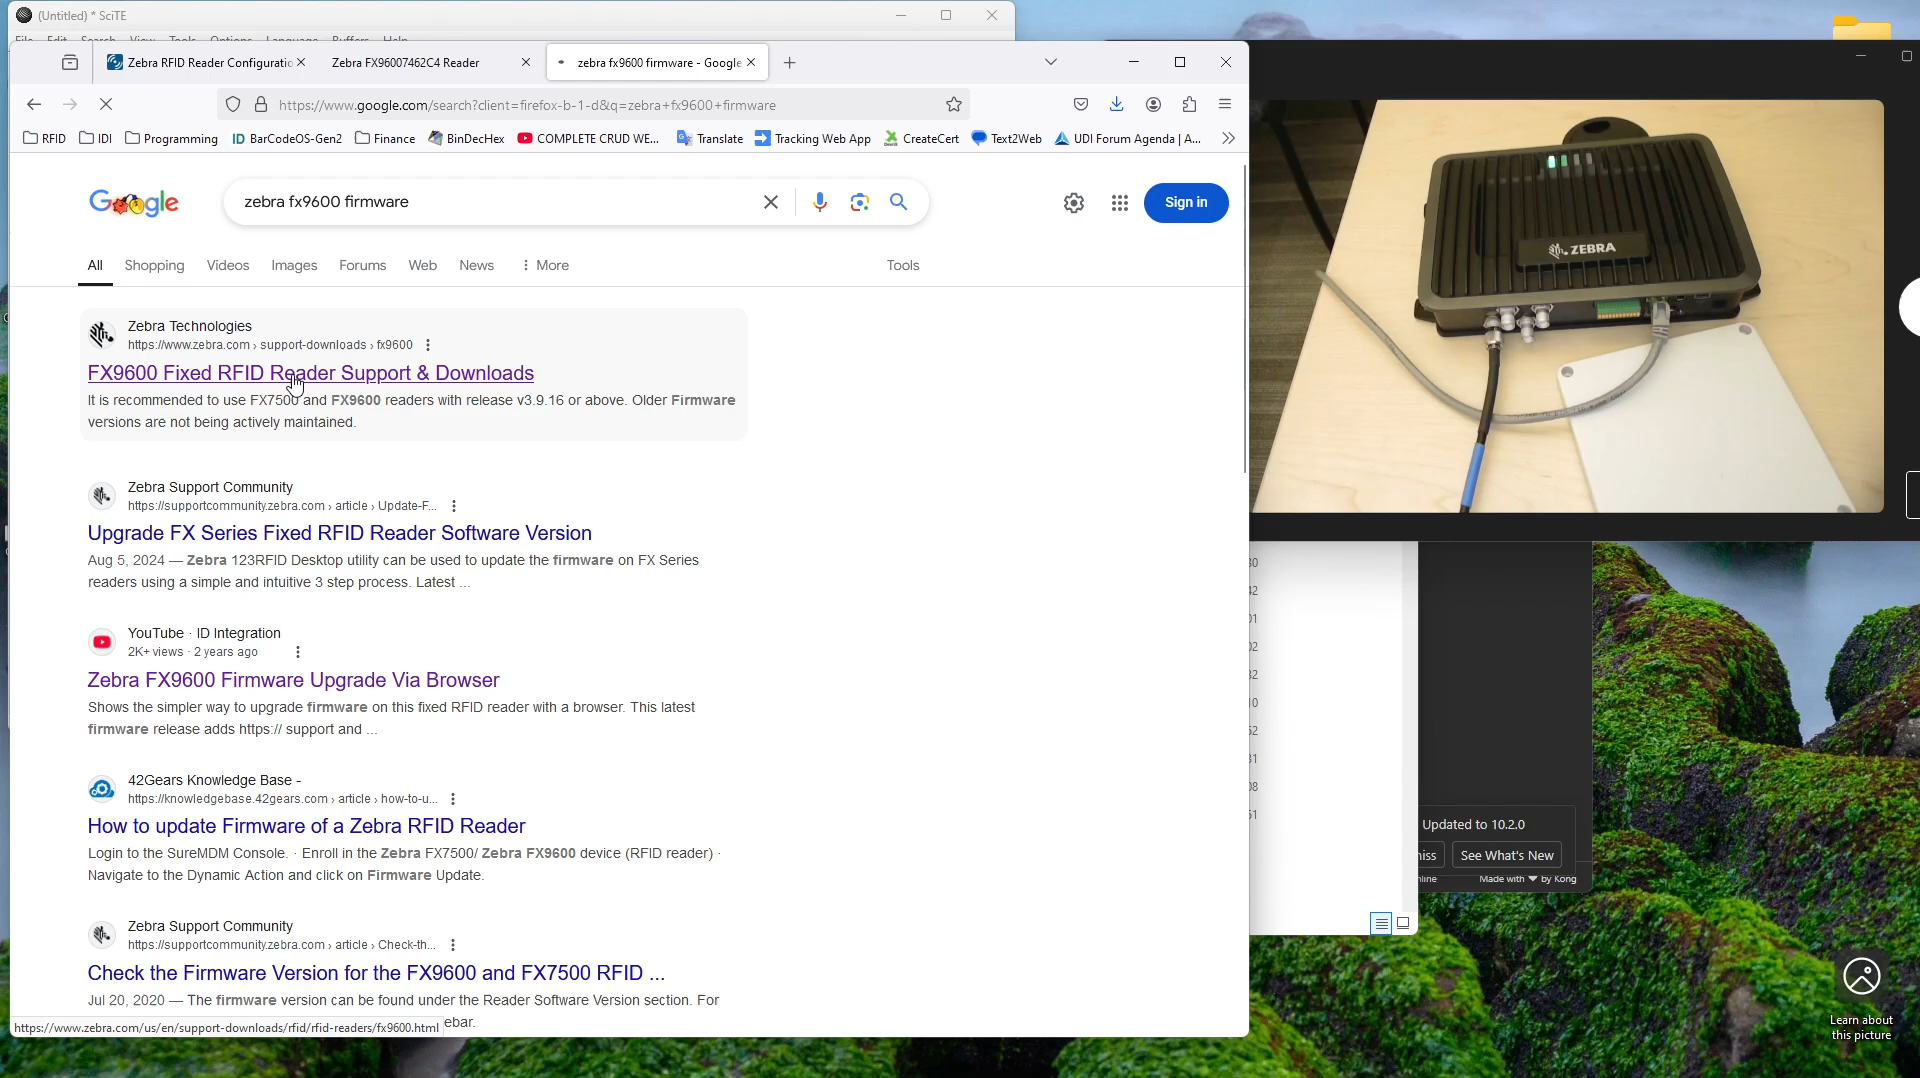 (Untitled) * SciTE
File Edit Search View Tools Options Language Buffers Help
Zebra RFID Reader Configuratio
Zebra FX96007462C4 Reader
zebra fx9600 firmware - Google
https://www.google.com/search?client=firefox-b-1-d&q=zebra+fx9600+firmware
RFID IDI Programming BarCodeOS-Gen2 Finance BinDecHex COMPLETE CRUD WE... Translate Tracking Web App CreateCert Text2Web UDI Forum Agenda | A...
Google
zebra fx9600 firmware
Sign in
All Shopping Videos Images Forums Web News More Tools
Zebra Technologies
https://www.zebra.com › support-downloads › fx9600
FX9600 Fixed RFID Reader Support & Downloads
It is recommended to use FX7500 and FX9600 readers with release v3.9.16 or above. Older Firmware
versions are not being actively maintained.
Zebra Support Community
https://supportcommunity.zebra.com › article › Update-F...
Upgrade FX Series Fixed RFID Reader Software Version
Aug 5, 2024 — Zebra 123RFID Desktop utility can be used to update the firmware on FX Series
readers using a simple and intuitive 3 step process. Latest ...
YouTube · ID Integration
2K+ views · 2 years ago
Zebra FX9600 Firmware Upgrade Via Browser
Shows the simpler way to upgrade firmware on this fixed RFID reader with a browser. This latest
firmware release adds https:// support and ...
42Gears Knowledge Base -
https://knowledgebase.42gears.com › article › how-to-u...
How to update Firmware of a Zebra RFID Reader
Login to the SureMDM Console. · Enroll in the Zebra FX7500/ Zebra FX9600 device (RFID reader) ·
Navigate to the Dynamic Action and click on Firmware Update.
Zebra Support Community
https://supportcommunity.zebra.com › article › Check-th...
Check the Firmware Version for the FX9600 and FX7500 RFID ...
Jul 20, 2020 — The firmware version can be found under the Reader Software Version section. For
ebar.
https://www.zebra.com/us/en/support-downloads/rfid/rfid-readers/fx9600.html
ZEBRA
Updated to 10.2.0
See What's New
Made with ❤ by Kong
Learn about
this picture